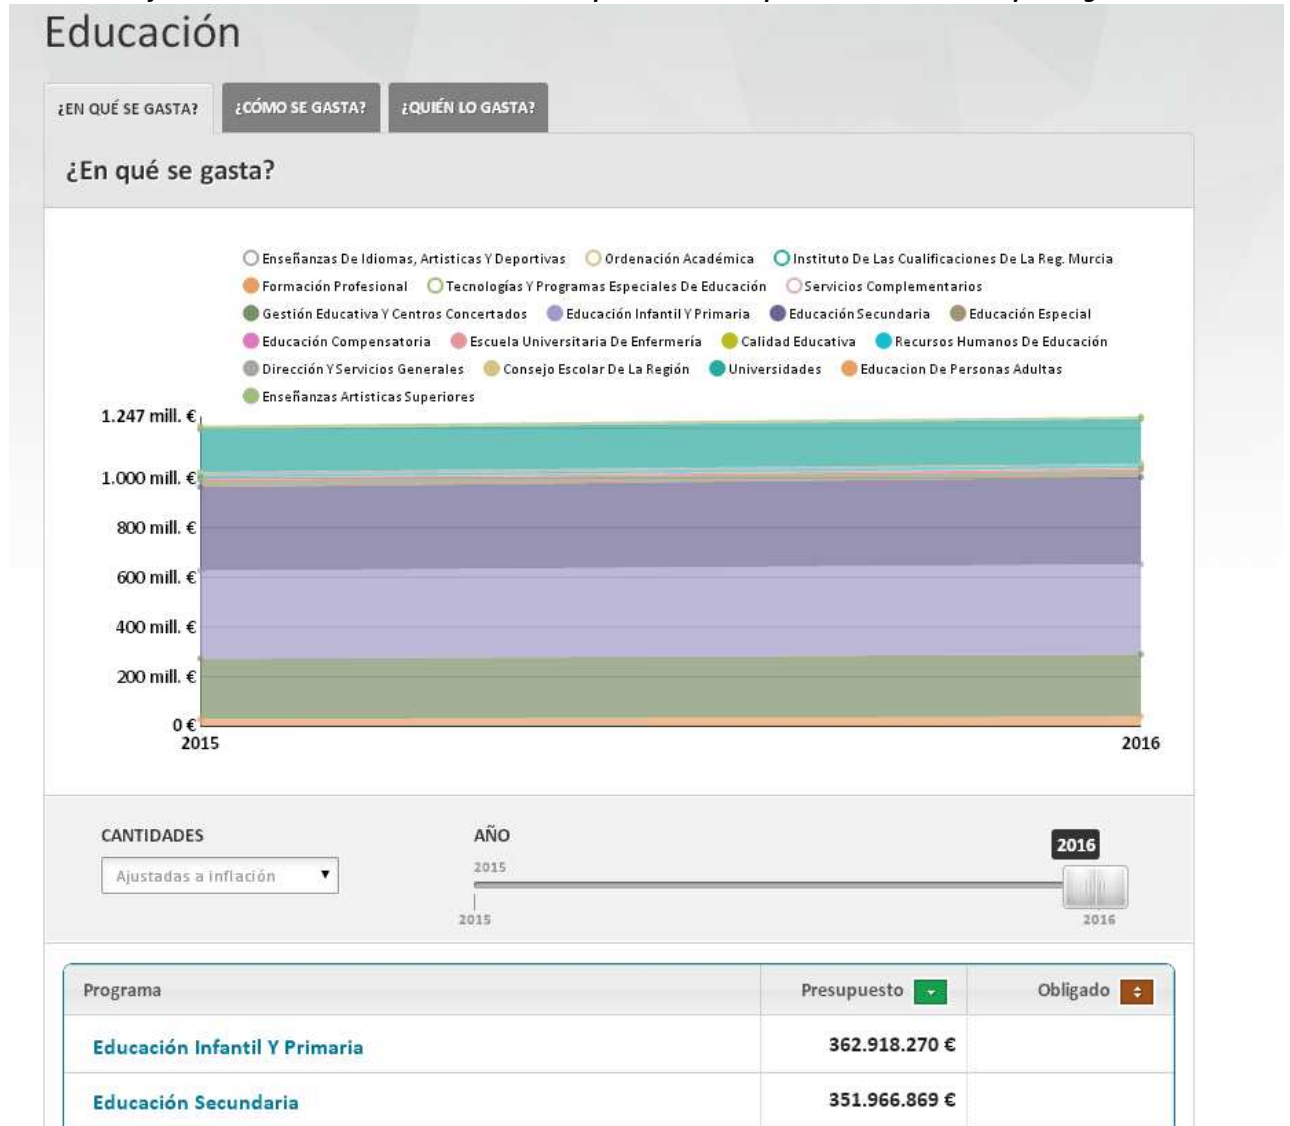 Educación
¿EN QUÉ SE GASTA? ¿CÓMO SE GASTA? ¿QUIÉN LO GASTA?
¿En qué se gasta?
Enseñanzas De Idiomas, Artisticas Y Deportivas Ordenación Académica Instituto De Las Cualificaciones De La Reg. Murcia
Formación Profesional Tecnologías Y Programas Especiales De Educación Servicios Complementarios
Gestión Educativa Y Centros Concertados Educación Infantil Y Primaria Educación Secundaria Educación Especial
Educación Compensatoria Escuela Universitaria De Enfermería Calidad Educativa Recursos Humanos De Educación
Dirección Y Servicios Generales Consejo Escolar De La Región Universidades Educacion De Personas Adultas
Enseñanzas Artisticas Superiores
1.247 mill. €
1.000 mill. €
800 mill. €
600 mill. €
400 mill. €
200 mill. €
0 €
2015 2016
CANTIDADES AÑO 2016
Ajustadas a inflación 2015
2015 2016
Programa Presupuesto Obligado
Educación Infantil Y Primaria 362.918.270 €
Educación Secundaria 351.966.869 €